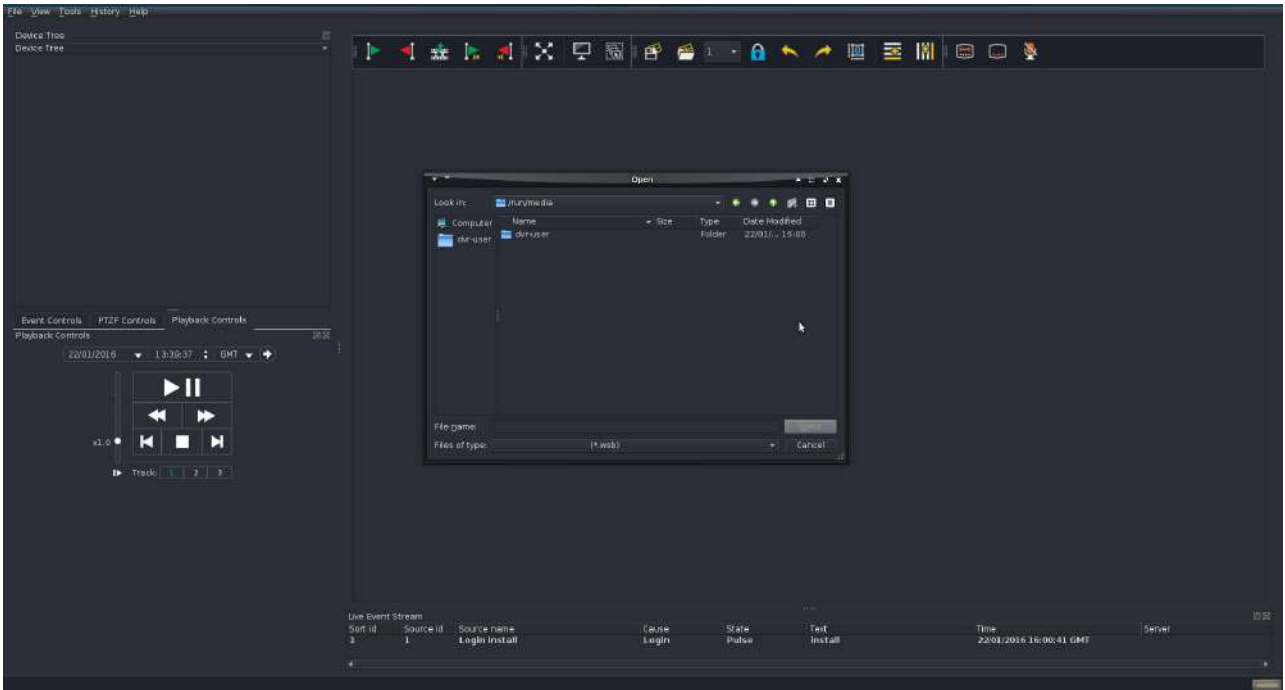 File View Tools History Help
Device Tree
Device Tree
1
Open
Look in: /run/media
Computer
dvr-user
Name Size Type Date Modified
dvr-user Folder 22/01/... 16:00
File name:
Files of type: (*.wsb) Cancel
Event Controls PTZF Controls Playback Controls
Playback Controls
22/01/2016 13:39:37 GMT
x1.0
Track: 1 2 3
Live Event Stream
Sort id Source id Source name Cause State Text Time Server
1 1 Login install Login Pulse install 22/01/2016 16:00:41 GMT